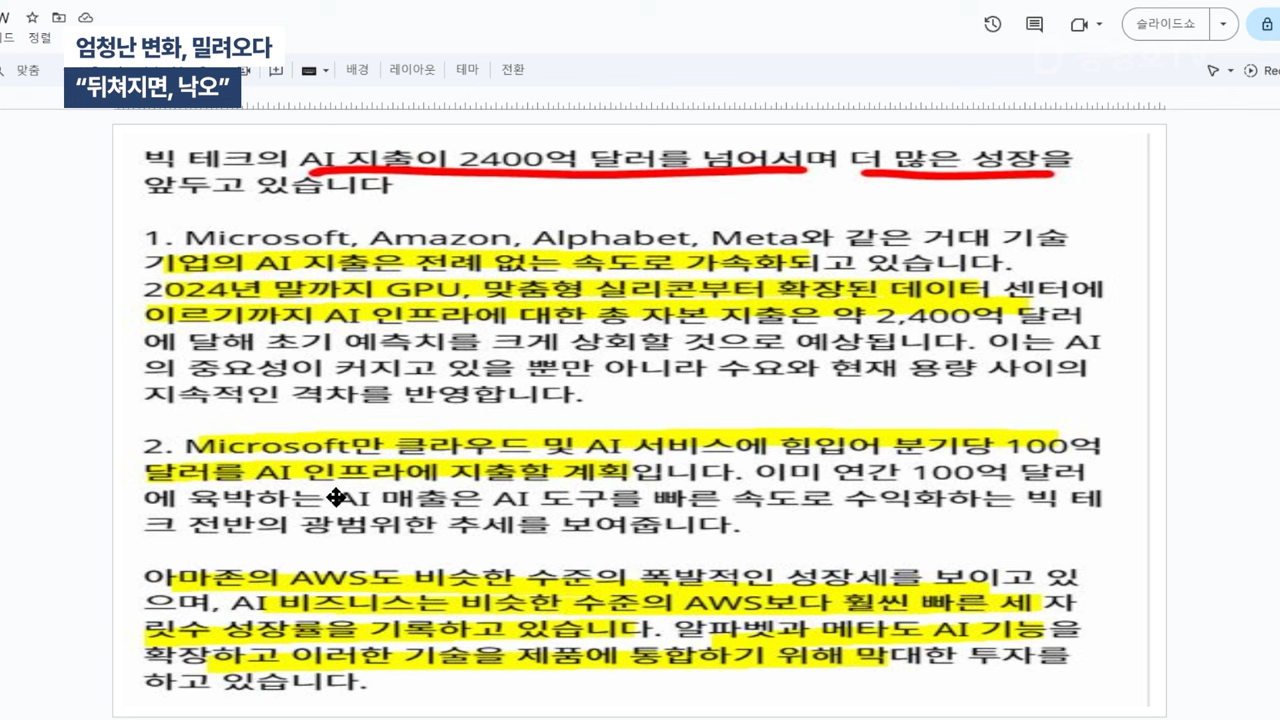 엄청난 변화, 밀려오다
“뒤쳐지면, 낙오”
정렬
슬라이드쇼
맞춤
배경
레이아웃
테마
전환
Rec
빅 테크의 AI 지출이 2400억 달러를 넘어서며 더 많은 성장을
앞두고 있습니다
1. Microsoft, Amazon, Alphabet, Meta와 같은 거대 기술
기업의 AI 지출은 전례 없는 속도로 가속화되고 있습니다.
2024년 말까지 GPU, 맞춤형 실리콘부터 확장된 데이터 센터에
이르기까지 AI 인프라에 대한 총 자본 지출은 약 2,400억 달러
에 달해 초기 예측치를 크게 상회할 것으로 예상됩니다. 이는 AI
의 중요성이 커지고 있을 뿐만 아니라 수요와 현재 용량 사이의
지속적인 격차를 반영합니다.
2. Microsoft만 클라우드 및 AI 서비스에 힘입어 분기당 100억
달러를 AI 인프라에 지출할 계획입니다. 이미 연간 100억 달러
에 육박하는 AI 매출은 AI 도구를 빠른 속도로 수익화하는 빅 테
크 전반의 광범위한 추세를 보여줍니다.
아마존의 AWS도 비슷한 수준의 폭발적인 성장세를 보이고 있
으며, AI 비즈니스는 비슷한 수준의 AWS보다 훨씬 빠른 세 자
릿수 성장률을 기록하고 있습니다. 알파벳과 메타도 AI 기능을
확장하고 이러한 기술을 제품에 통합하기 위해 막대한 투자를
하고 있습니다.